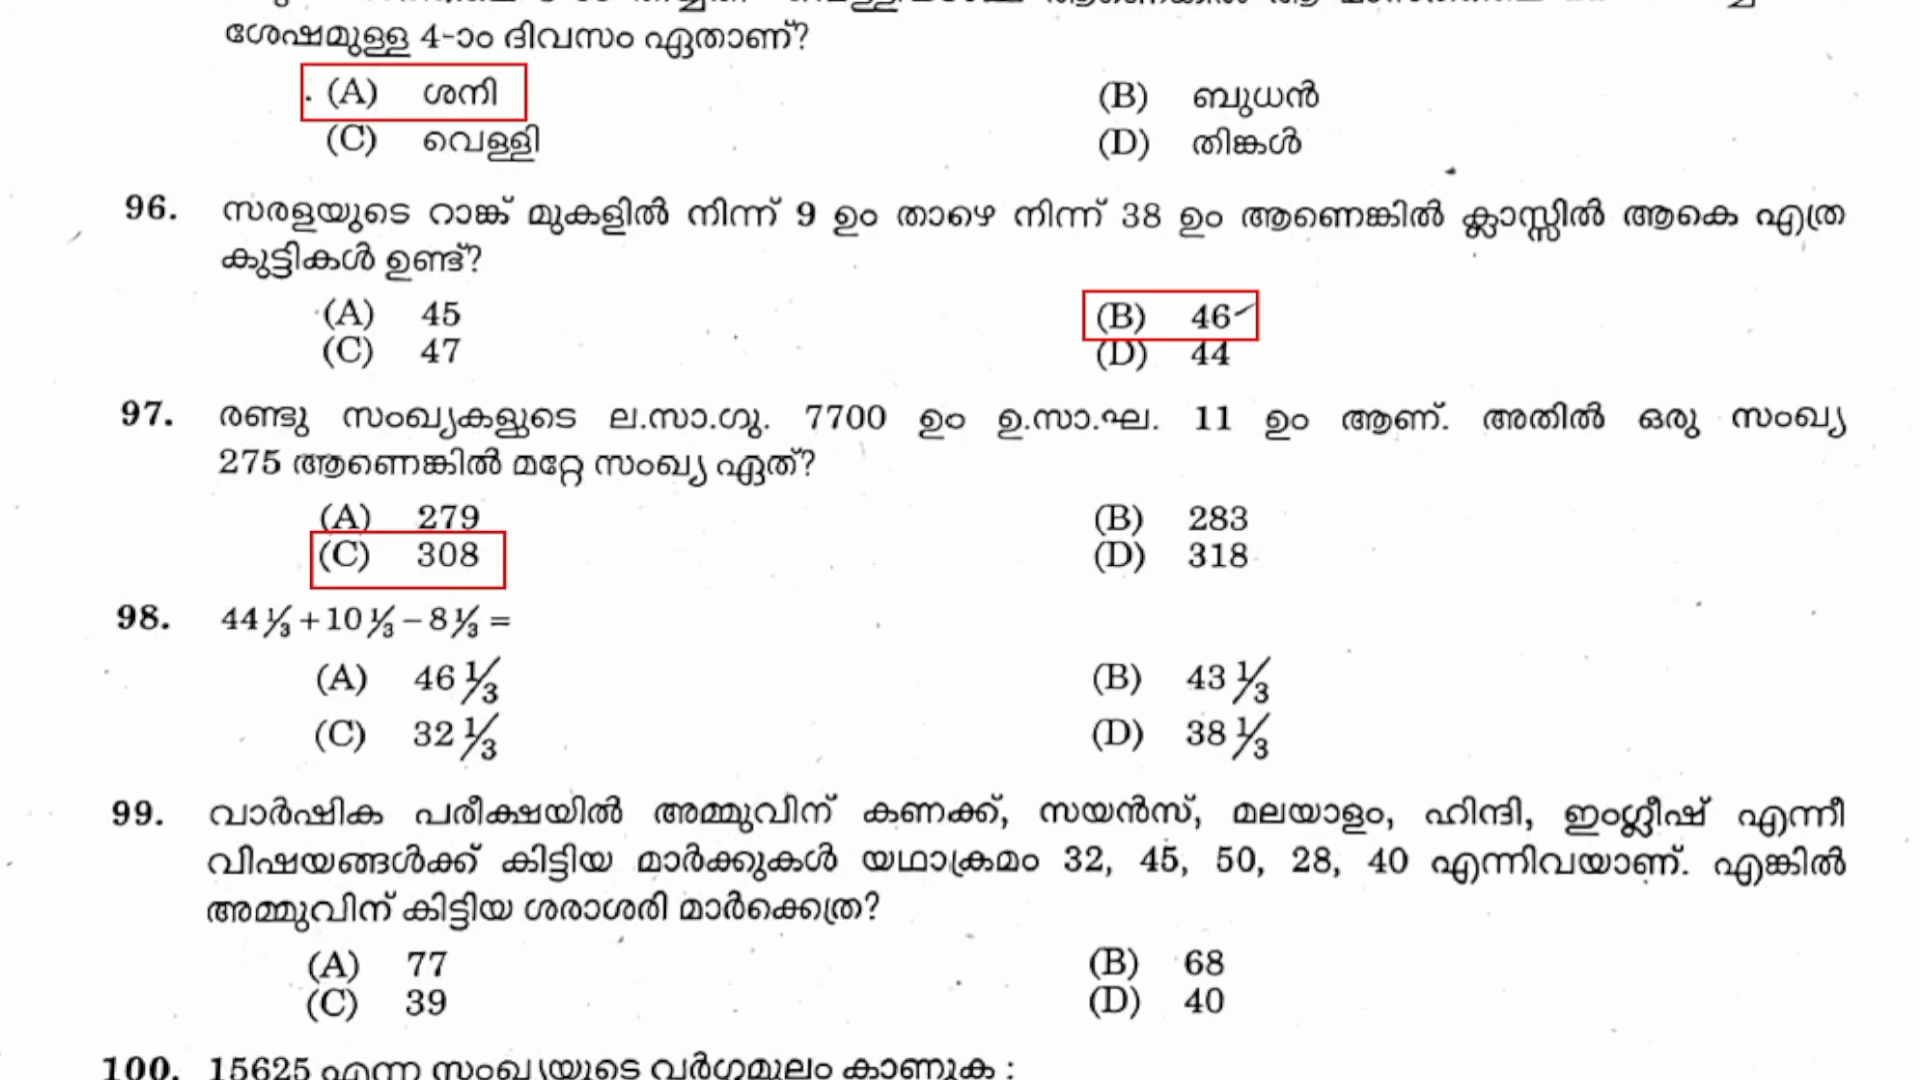 ശേഷമുള്ള 4-ാം ദിവസം ഏതാണ്?
(A) ശനി (B) ബുധൻ
(C) വെള്ളി (D) തിങ്കൾ
96. സരളയുടെ റാങ്ക് മുകളിൽ നിന്ന് 9 ഉം താഴെ നിന്ന് 38 ഉം ആണെങ്കിൽ ക്ലാസ്സിൽ ആകെ എത്ര
കുട്ടികൾ ഉണ്ട്?
(A) 45 (B) 46
(C) 47 (D) 44
97. രണ്ടു സംഖ്യകളുടെ ല.സാ.ഗു. 7700 ഉം ഉ.സാ.ഘ. 11 ഉം ആണ്. അതിൽ ഒരു സംഖ്യ
275 ആണെങ്കിൽ മറ്റേ സംഖ്യ ഏത്?
(A) 279 (B) 283
(C) 308 (D) 318
98. 44⅓+10⅓−8⅓=
(A) 46⅓ (B) 43⅓
(C) 32⅓ (D) 38⅓
99. വാർഷിക പരീക്ഷയിൽ അമ്മുവിന് കണക്ക്, സയൻസ്, മലയാളം, ഹിന്ദി, ഇംഗ്ലീഷ് എന്നീ
വിഷയങ്ങൾക്ക് കിട്ടിയ മാർക്കുകൾ യഥാക്രമം 32, 45, 50, 28, 40 എന്നിവയാണ്. എങ്കിൽ
അമ്മുവിന് കിട്ടിയ ശരാശരി മാർക്കെത്ര?
(A) 77 (B) 68
(C) 39 (D) 40
100. 15625 എന്ന സംഖ്യയുടെ വർഗ്ഗമൂലം കാണുക :